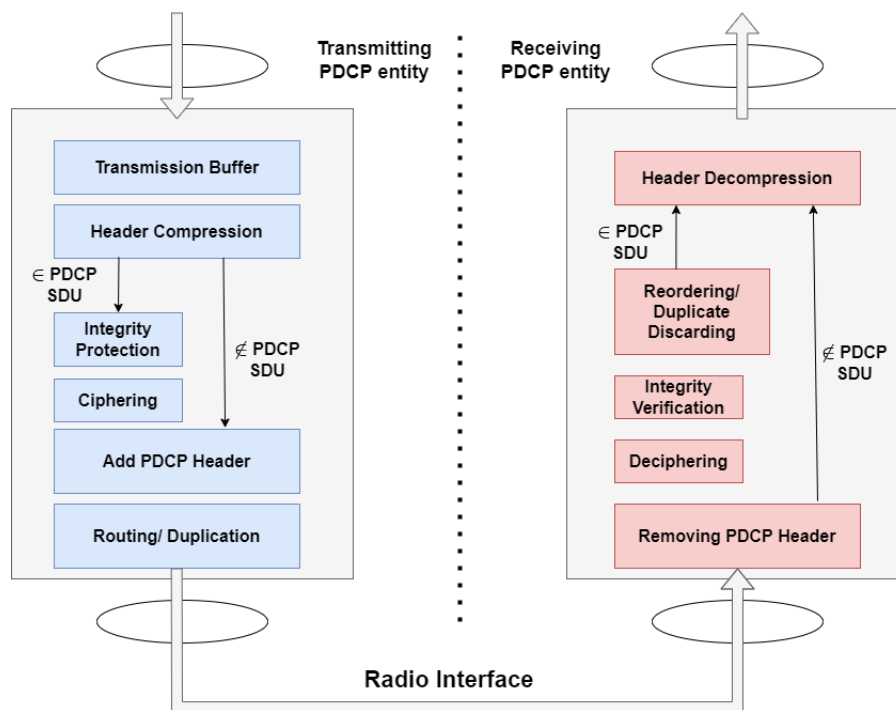 Transmitting
PDCP entity
Receiving
PDCP entity
Transmission Buffer
Header Compression
∈ PDCP
SDU
Integrity
Protection
∉ PDCP
SDU
Ciphering
Add PDCP Header
Routing/ Duplication
Header Decompression
∈ PDCP
SDU
Reordering/
Duplicate
Discarding
∉ PDCP
SDU
Integrity
Verification
Deciphering
Removing PDCP Header
Radio Interface